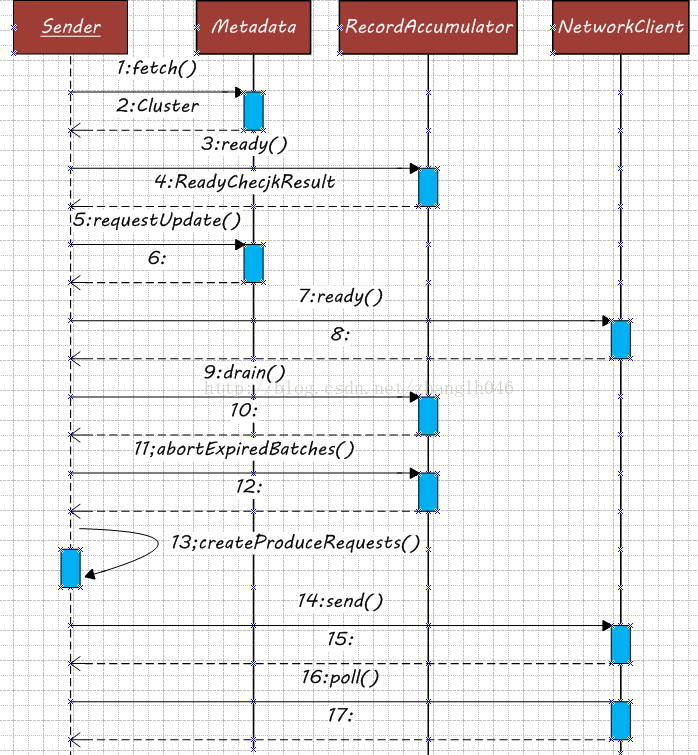 Sender
Metadata
RecordAccumulator
NetworkClient
1:fetch()
2:Cluster
3:ready()
4:ReadyChecjkResult
5:requestUpdate()
6:
7:ready()
8:
9:drain()
http://blog.csdn.net/zhanglh046
10:
11;abortExpiredBatches()
12:
13;createProduceRequests()
14:send()
15:
16:poll()
17: